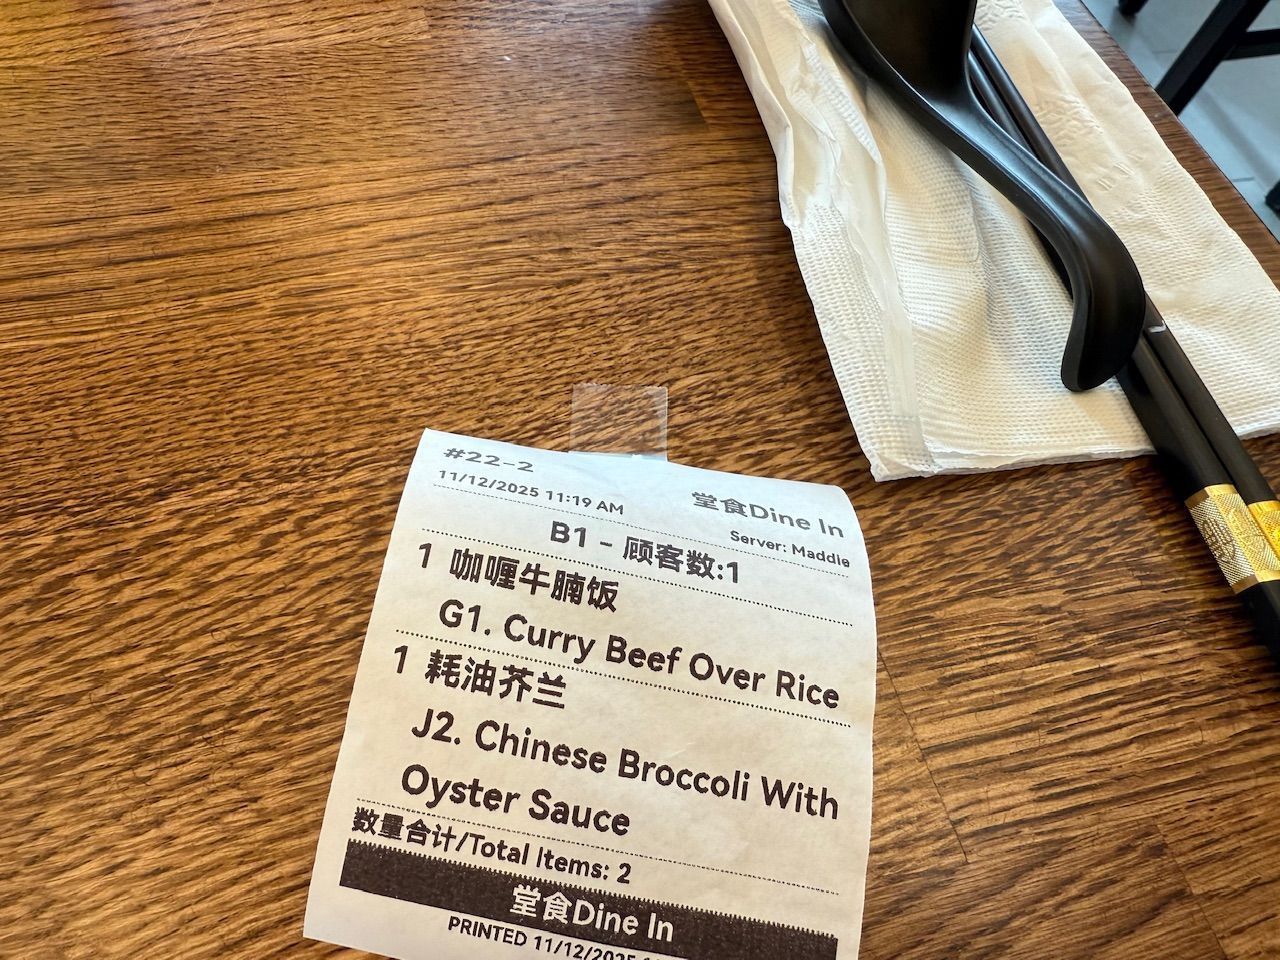 #22-2
11/12/2025 11:19 AM
堂食Dine In
Server: Maddie
B1 - 顾客数:1
1 咖喱牛腩饭
G1. Curry Beef Over Rice
1 耗油芥兰
J2. Chinese Broccoli With
Oyster Sauce
数量合计/Total Items: 2
堂食Dine In
PRINTED 11/12/2025